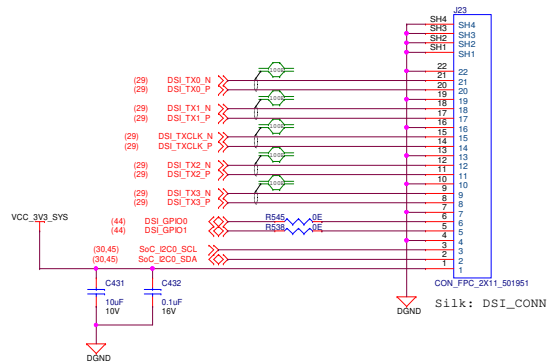 J23
SH4
SH4
SH3
SH3
SH2
SH2
SH1
SH1
22
22
(29) DSI_TX0_N 21 21
(29) DSI_TX0_P 20 20
19 19
(29) DSI_TX1_N 18 18
(29) DSI_TX1_P 17 17
16 16
(29) DSI_TXCLK_N 15 15
(29) DSI_TXCLK_P 14 14
13 13
(29) DSI_TX2_N 12 12
(29) DSI_TX2_P 11 11
10 10
(29) DSI_TX3_N 9 9
(29) DSI_TX3_P 8 8
7 7
(44) DSI_GPIO0 R545 0E 6 6
(44) DSI_GPIO1 R538 0E 5 5
4 4
(30,45) SoC_I2C0_SCL 3 3
(30,45) SoC_I2C0_SDA 2 2
1 1
VCC_3V3_SYS
CON_FPC_2X11_501951
Silk: DSI_CONN
C431
10uF
10V
C432
0.1uF
16V
DGND
DGND